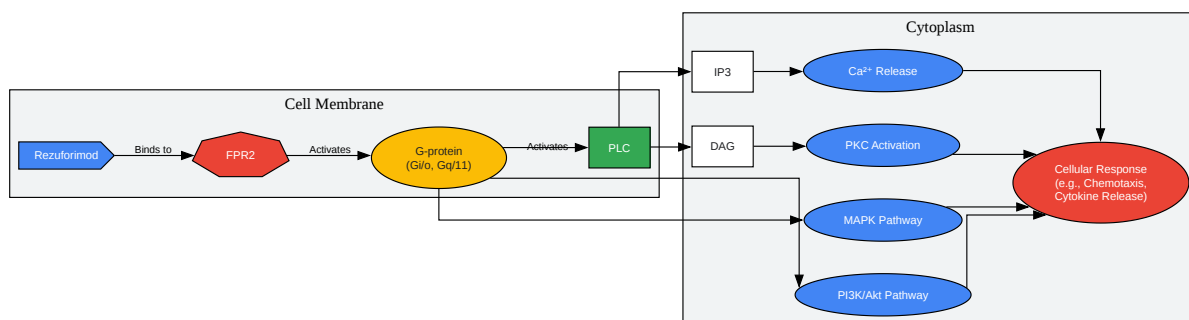 Cytoplasm
IP3
Ca²⁺ Release
Cell Membrane
Rezuforimod
Binds to
FPR2
Activates
G-protein
(Gi/o, Gq/11)
Activates
PLC
DAG
PKC Activation
Cellular Response
(e.g., Chemotaxis,
Cytokine Release)
MAPK Pathway
PI3K/Akt Pathway